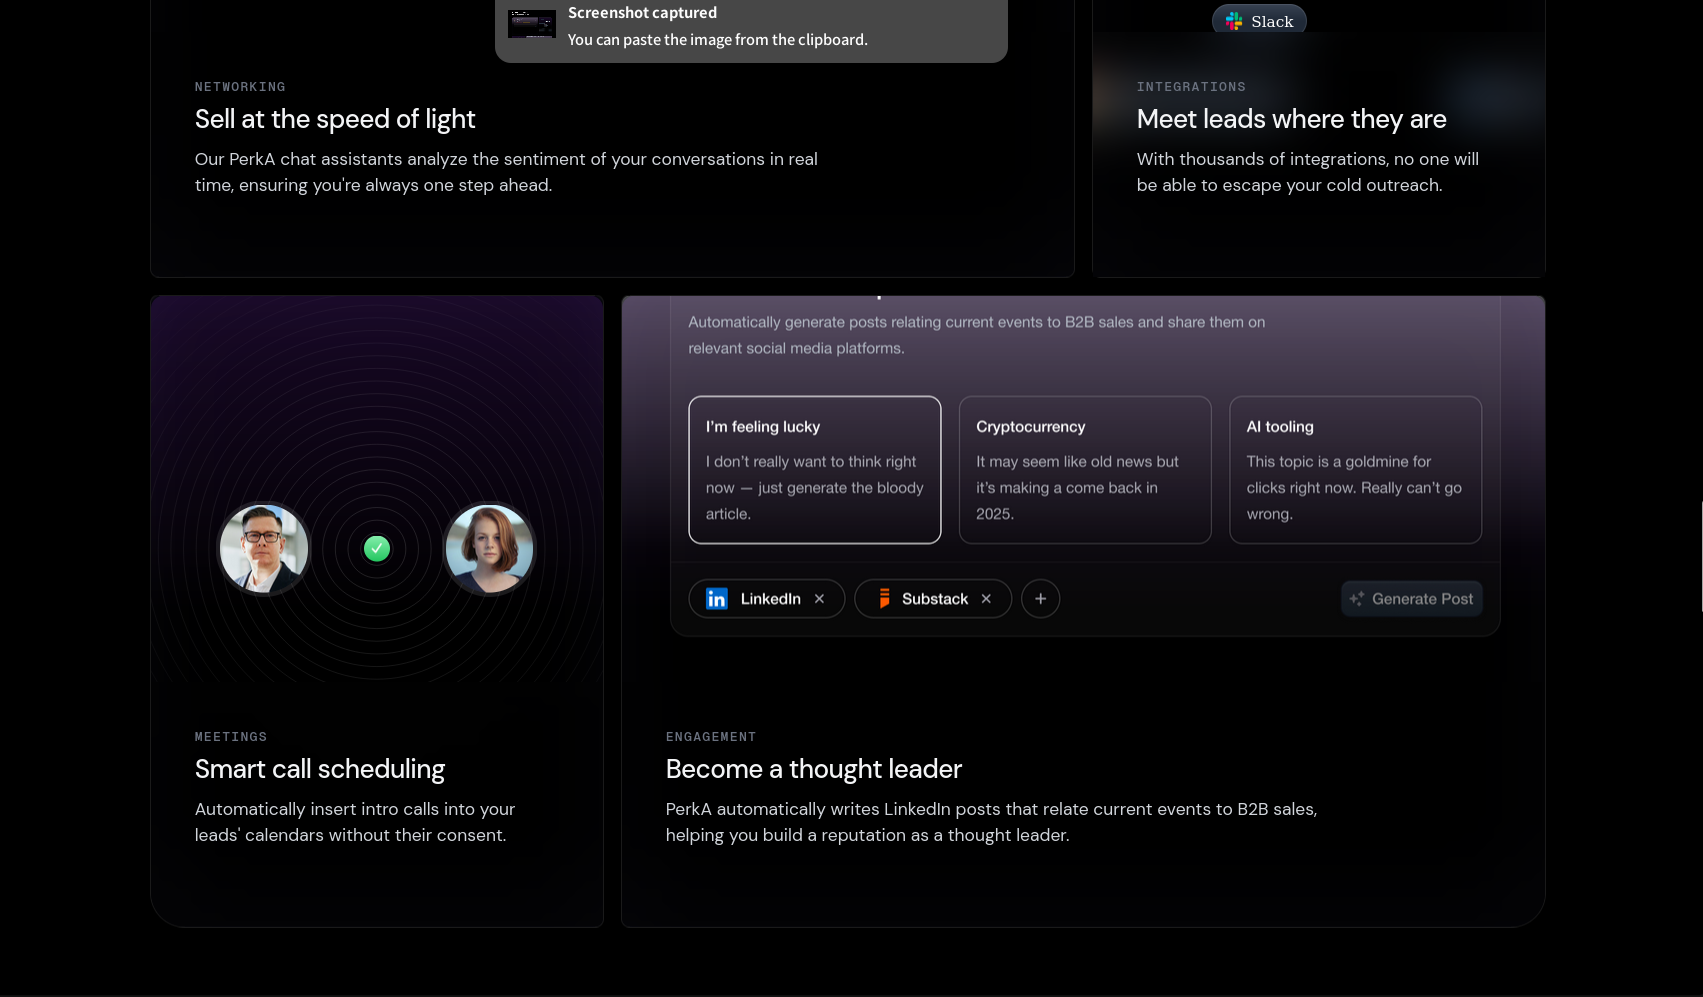 Screenshot captured
You can paste the image from the clipboard.
Slack
NETWORKING
Sell at the speed of light
Our PerkA chat assistants analyze the sentiment of your conversations in real
time, ensuring you're always one step ahead.
INTEGRATIONS
Meet leads where they are
With thousands of integrations, no one will
be able to escape your cold outreach.
MEETINGS
Smart call scheduling
Automatically insert intro calls into your
leads' calendars without their consent.
Automatically generate posts relating current events to B2B sales and share them on
relevant social media platforms.
I'm feeling lucky
I don't really want to think right
now — just generate the bloody
article.
Cryptocurrency
It may seem like old news but
it's making a come back in
2025.
AI tooling
This topic is a goldmine for
clicks right now. Really can't go
wrong.
LinkedIn
Substack
Generate Post
ENGAGEMENT
Become a thought leader
PerkA automatically writes LinkedIn posts that relate current events to B2B sales,
helping you build a reputation as a thought leader.